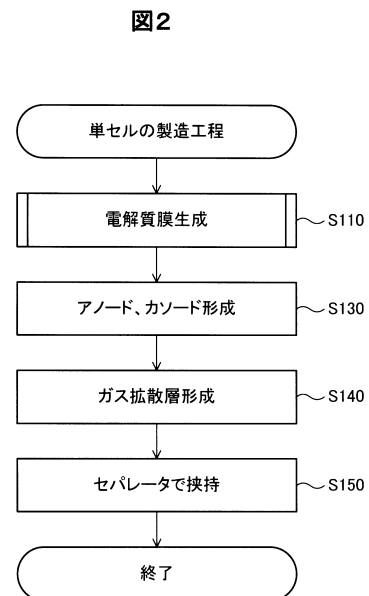 図2
単セルの製造工程
電解質膜生成
S110
アノード、カソード形成
S130
ガス拡散層形成
S140
セパレータで挟持
S150
終了